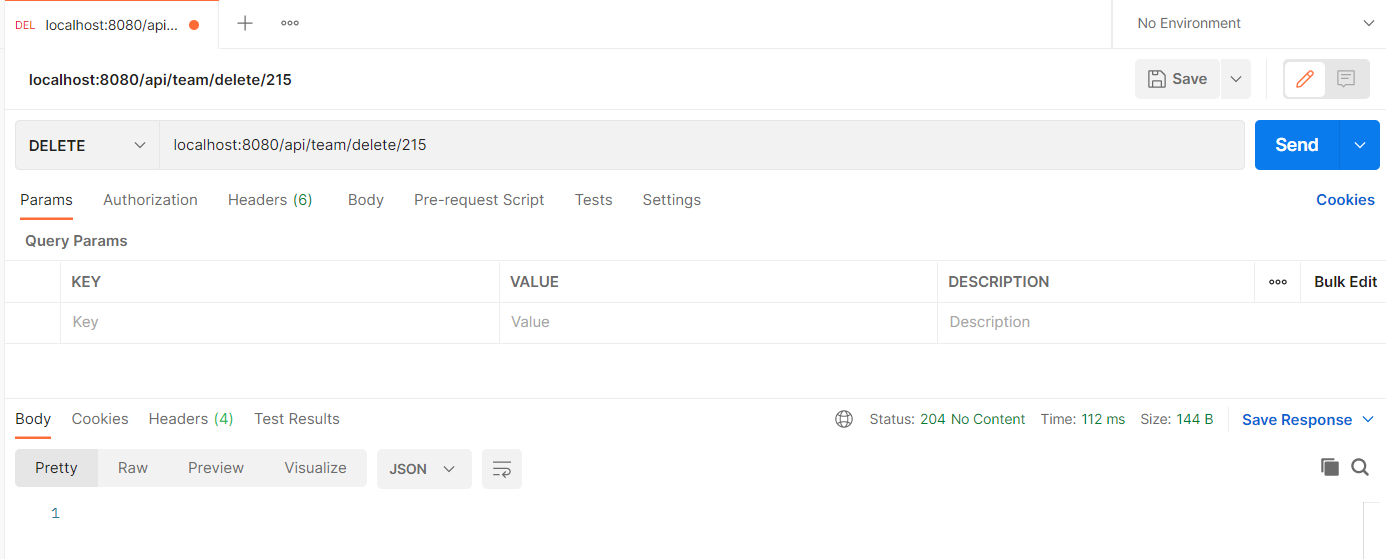 DEL localhost:8080/api...
No Environment
localhost:8080/api/team/delete/215
Save
DELETE localhost:8080/api/team/delete/215 Send
Params Authorization Headers (6) Body Pre-request Script Tests Settings Cookies
Query Params
KEY VALUE DESCRIPTION Bulk Edit
Key Value Description
Body Cookies Headers (4) Test Results Status: 204 No Content Time: 112 ms Size: 144 B Save Response
Pretty Raw Preview Visualize JSON
1